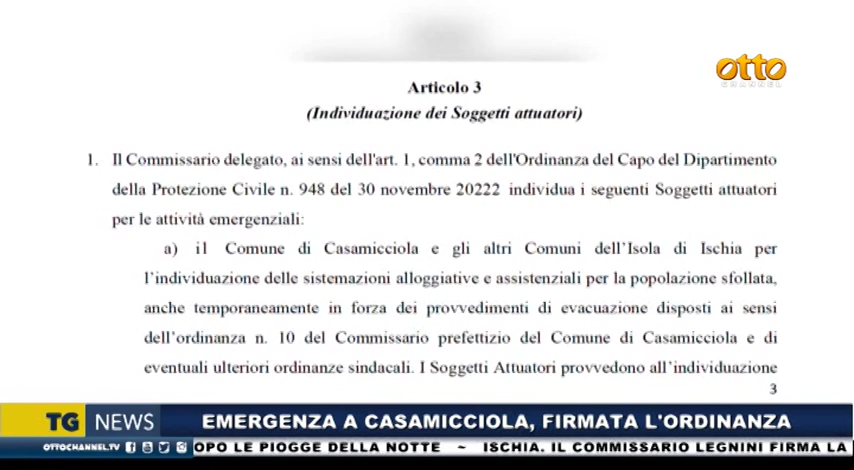 otto
CHANNEL
Articolo 3
(Individuazione dei Soggetti attuatori)
1. Il Commissario delegato, ai sensi dell'art. 1, comma 2 dell'Ordinanza del Capo del Dipartimento
della Protezione Civile n. 948 del 30 novembre 20222 individua i seguenti Soggetti attuatori
per le attività emergenziali:
a) il Comune di Casamicciola e gli altri Comuni dell'Isola di Ischia per
l'individuazione delle sistemazioni alloggiative e assistenziali per la popolazione sfollata,
anche temporaneamente in forza dei provvedimenti di evacuazione disposti ai sensi
dell'ordinanza n. 10 del Commissario prefettizio del Comune di Casamicciola e di
eventuali ulteriori ordinanze sindacali. I Soggetti Attuatori provvedono all'individuazione
3
TG NEWS EMERGENZA A CASAMICCIOLA, FIRMATA L'ORDINANZA
OTTOCHANNEL.TV OPO LE PIOGGE DELLA NOTTE ~ ISCHIA. IL COMMISSARIO LEGNINI FIRMA LA